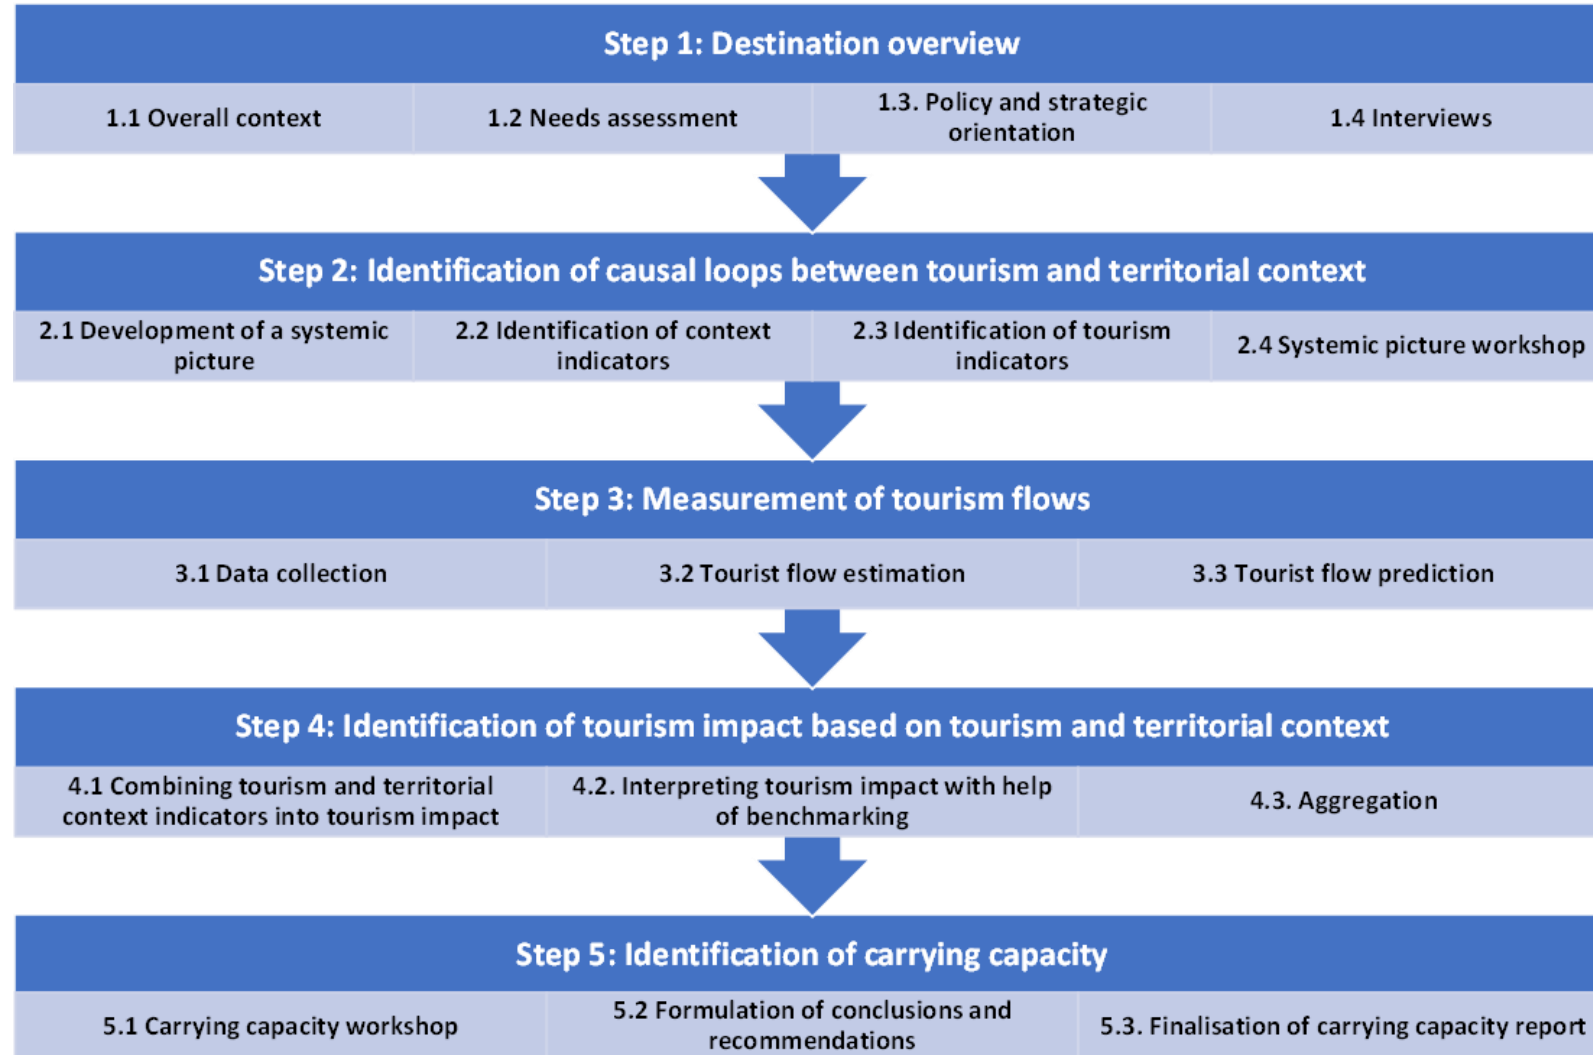 Step 1: Destination overview
1.1 Overall context
1.2 Needs assessment
1.3. Policy and strategic
orientation
1.4 Interviews
Step 2: Identification of causal loops between tourism and territorial context
2.1 Development of a systemic
picture
2.2 Identification of context
indicators
2.3 Identification of tourism
indicators
2.4 Systemic picture workshop
Step 3: Measurement of tourism flows
3.1 Data collection
3.2 Tourist flow estimation
3.3 Tourist flow prediction
Step 4: Identification of tourism impact based on tourism and territorial context
4.1 Combining tourism and territorial
context indicators into tourism impact
4.2. Interpreting tourism impact with help
of benchmarking
4.3. Aggregation
Step 5: Identification of carrying capacity
5.1 Carrying capacity workshop
5.2 Formulation of conclusions and
recommendations
5.3. Finalisation of carrying capacity report